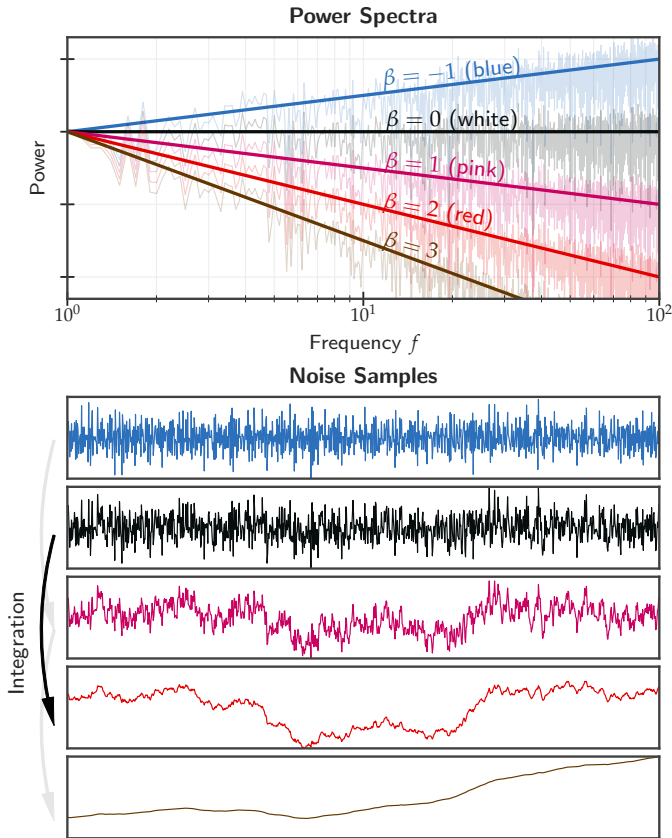 Power Spectra
Power
β = −1 (blue)
β = 0 (white)
β = 1 (pink)
β = 2 (red)
β = 3
10⁰
10¹
10²
Frequency f
Noise Samples
Integration